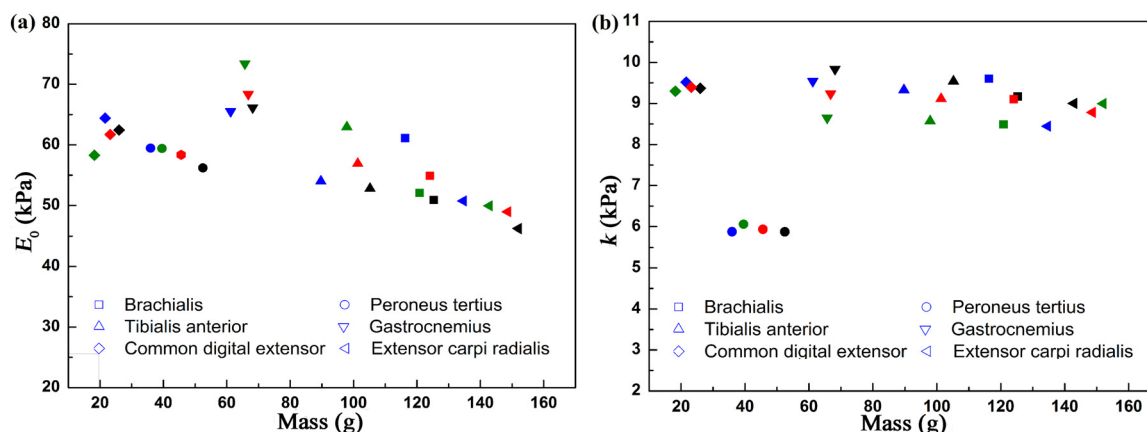 (a)
80
70
60
50
40
30
20
E0 (kPa)
Brachialis
Peroneus tertius
Tibialis anterior
Gastrocnemius
Common digital extensor
Extensor carpi radialis
20 40 60 80 100 120 140 160
Mass (g)
(b)
11
10
9
8
7
6
5
4
3
2
k (kPa)
Brachialis
Peroneus tertius
Tibialis anterior
Gastrocnemius
Common digital extensor
Extensor carpi radialis
20 40 60 80 100 120 140 160
Mass (g)